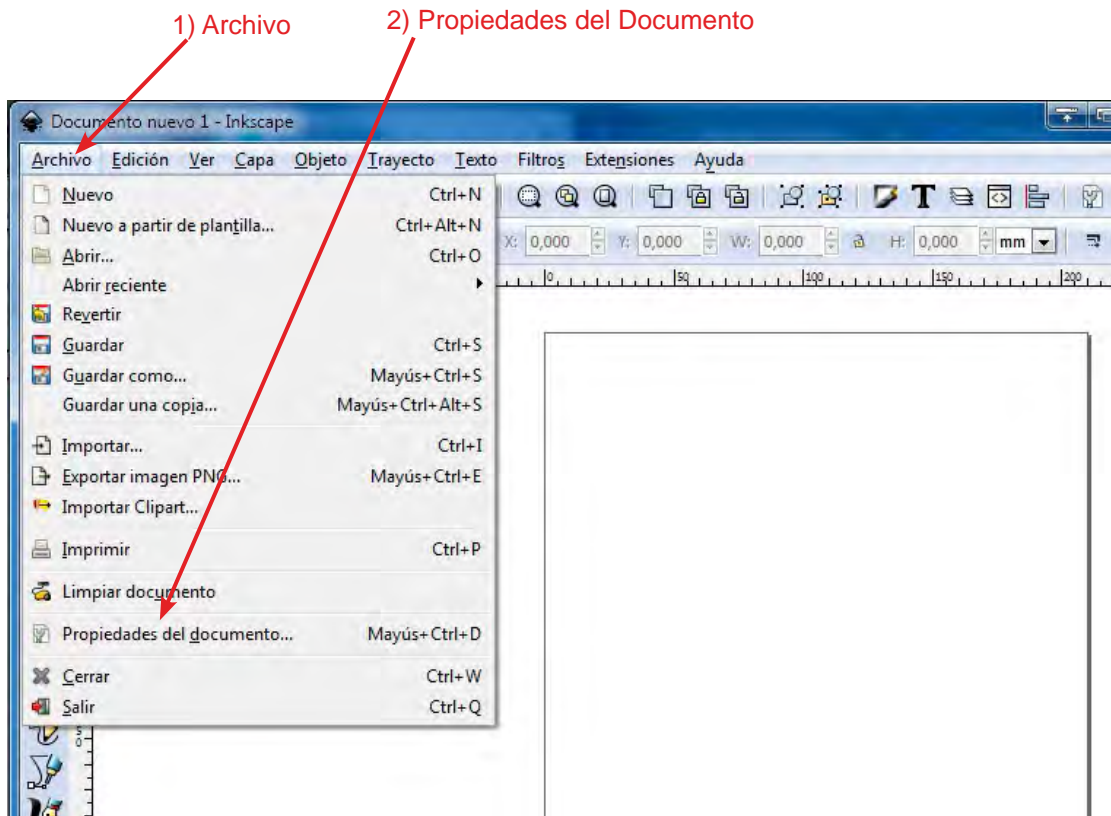 1) Archivo 2) Propiedades del Documento
Documento nuevo 1 - Inkscape
Archivo Edición Ver Capa Objeto Trayecto Texto Filtros Extensiones Ayuda
Nuevo Ctrl+N
Nuevo a partir de plantilla... Ctrl+Alt+N
X: 0,000 Y: 0,000 W: 0,000 H: 0,000 mm
Abrir... Ctrl+O
0 50 100 150 200
Abrir reciente
Revertir
Guardar Ctrl+S
Guardar como... Mayús+Ctrl+S
Guardar una copia... Mayús+Ctrl+Alt+S
Importar... Ctrl+I
Exportar imagen PNG... Mayús+Ctrl+E
Importar Clipart...
Imprimir Ctrl+P
Limpiar documento
Propiedades del documento... Mayús+Ctrl+D
Cerrar Ctrl+W
Salir Ctrl+Q
50